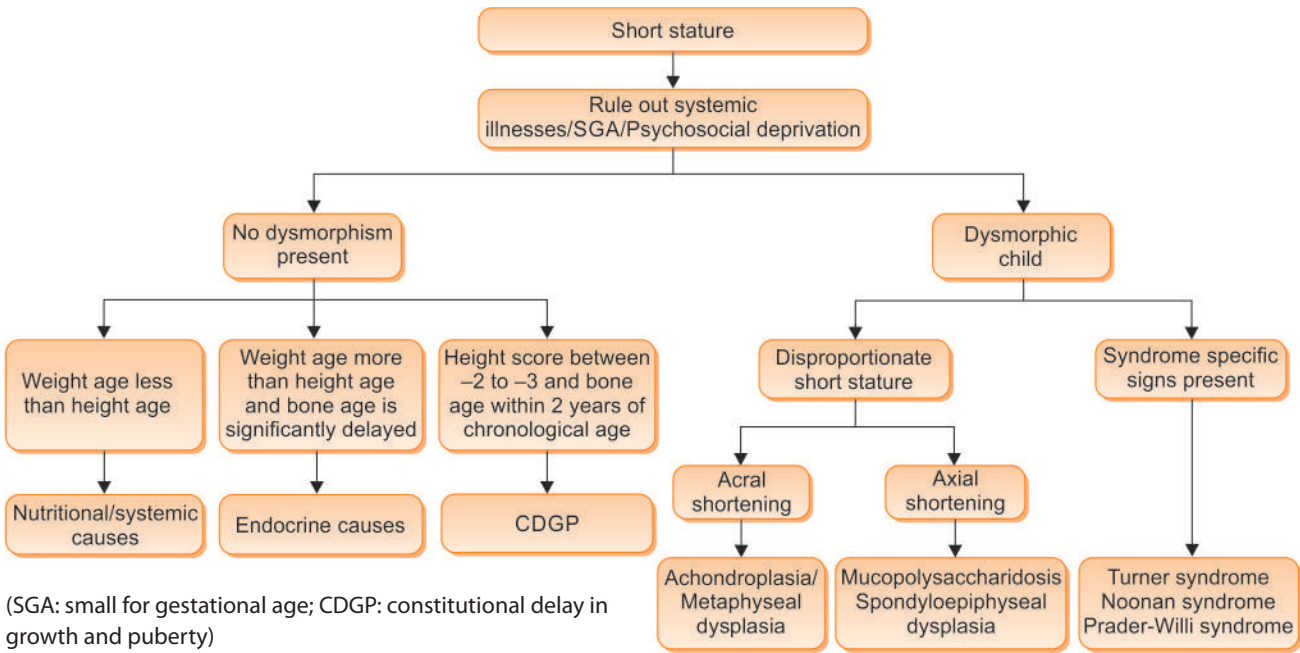 Short stature
Rule out systemic
illnesses/SGA/Psychosocial deprivation
No dysmorphism
present
Dysmorphic
child
Weight age less
than height age
Weight age more
than height age
and bone age is
significantly delayed
Height score between
–2 to –3 and bone
age within 2 years of
chronological age
Disproportionate
short stature
Syndrome specific
signs present
Nutritional/systemic
causes
Endocrine causes
CDGP
Acral
shortening
Axial
shortening
Achondroplasia/
Metaphyseal
dysplasia
Mucopolysaccharidosis
Spondyloepiphyseal
dysplasia
Turner syndrome
Noonan syndrome
Prader-Willi syndrome
(SGA: small for gestational age; CDGP: constitutional delay in
growth and puberty)